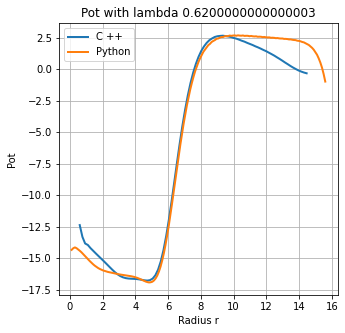 Pot with lambda 0.6200000000000003
C ++
Python
2.5
0.0
−2.5
−5.0
−7.5
−10.0
−12.5
−15.0
−17.5
Pot
0 2 4 6 8 10 12 14 16
Radius r